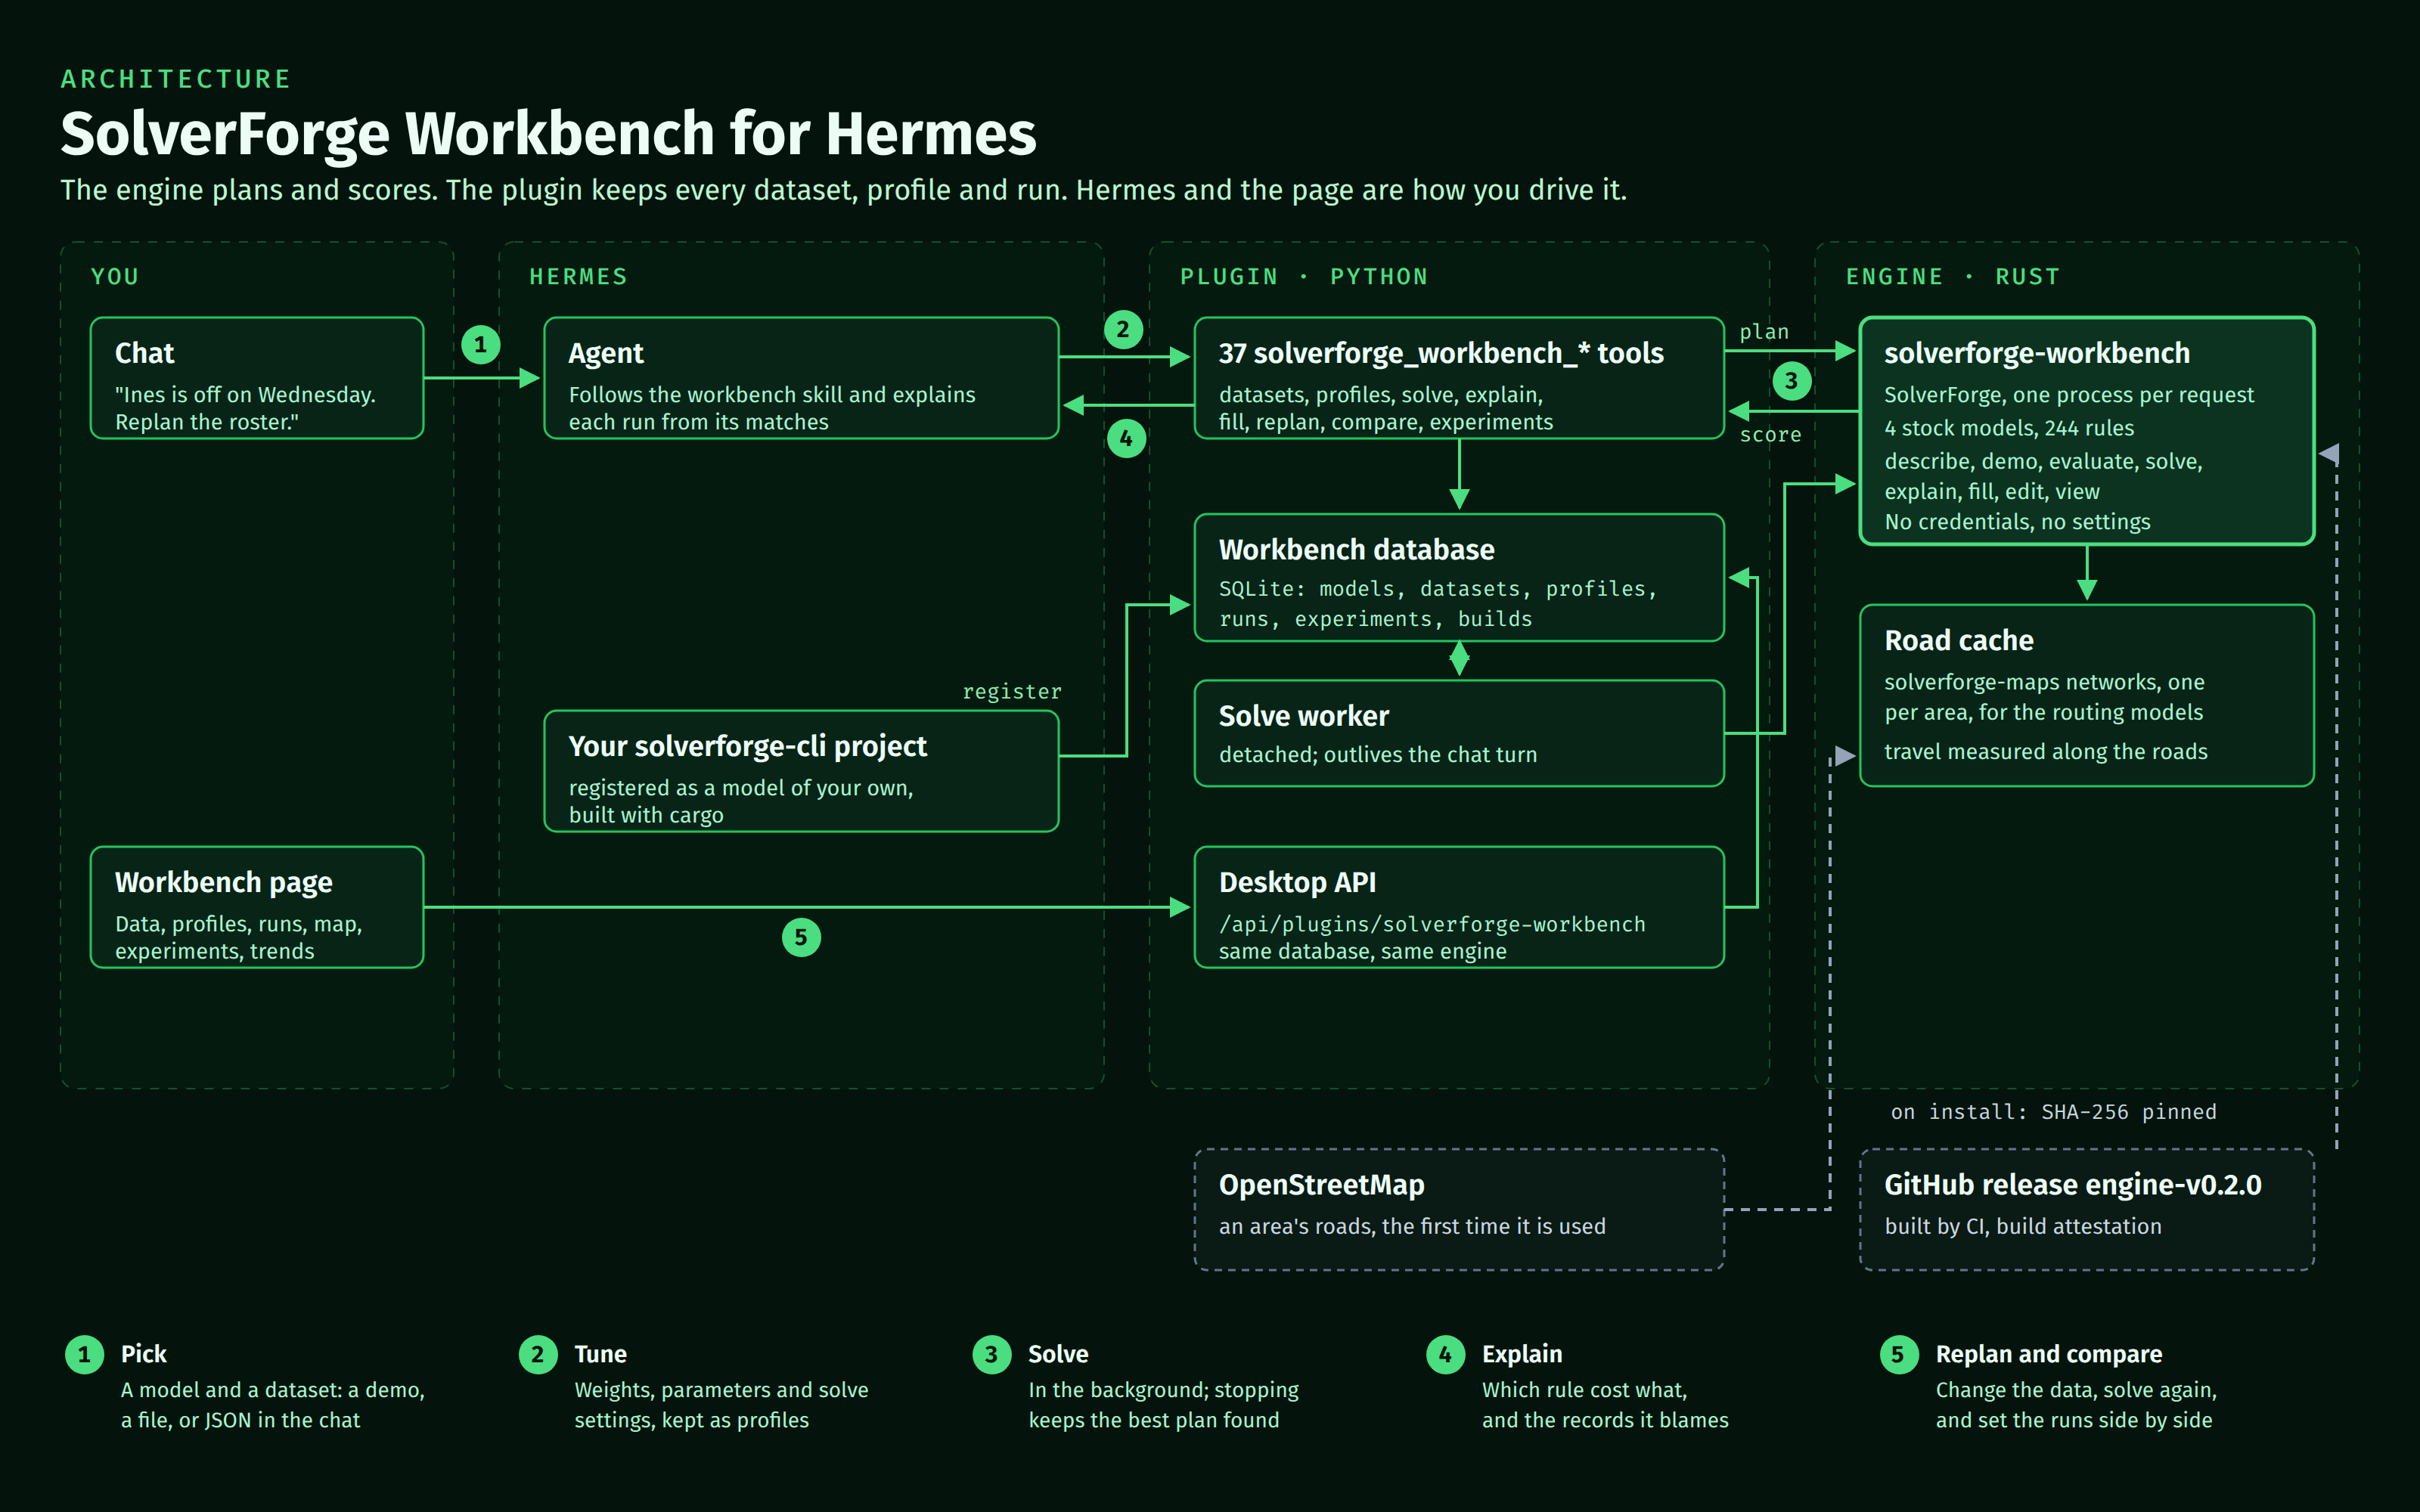 ARCHITECTURE
SolverForge Workbench for Hermes
The engine plans and scores. The plugin keeps every dataset, profile and run. Hermes and the page are how you drive it.
YOU
Chat
"Ines is off on Wednesday.
Replan the roster."
Workbench page
Data, profiles, runs, map,
experiments, trends
1
HERMES
Agent
Follows the workbench skill and explains
each run from its matches
register
Your solverforge-cli project
registered as a model of your own,
built with cargo
5
2
4
PLUGIN · PYTHON
37 solverforge_workbench_* tools
datasets, profiles, solve, explain,
fill, replan, compare, experiments
Workbench database
SQLite: models, datasets, profiles,
runs, experiments, builds
Solve worker
detached; outlives the chat turn
Desktop API
/api/plugins/solverforge-workbench
same database, same engine
plan
3
score
ENGINE · RUST
solverforge-workbench
SolverForge, one process per request
4 stock models, 244 rules
describe, demo, evaluate, solve,
explain, fill, edit, view
No credentials, no settings
Road cache
solverforge-maps networks, one
per area, for the routing models
travel measured along the roads
on install: SHA-256 pinned
OpenStreetMap
an area's roads, the first time it is used
GitHub release engine-v0.2.0
built by CI, build attestation
1 Pick
A model and a dataset: a demo,
a file, or JSON in the chat
2 Tune
Weights, parameters and solve
settings, kept as profiles
3 Solve
In the background; stopping
keeps the best plan found
4 Explain
Which rule cost what,
and the records it blames
5 Replan and compare
Change the data, solve again,
and set the runs side by side